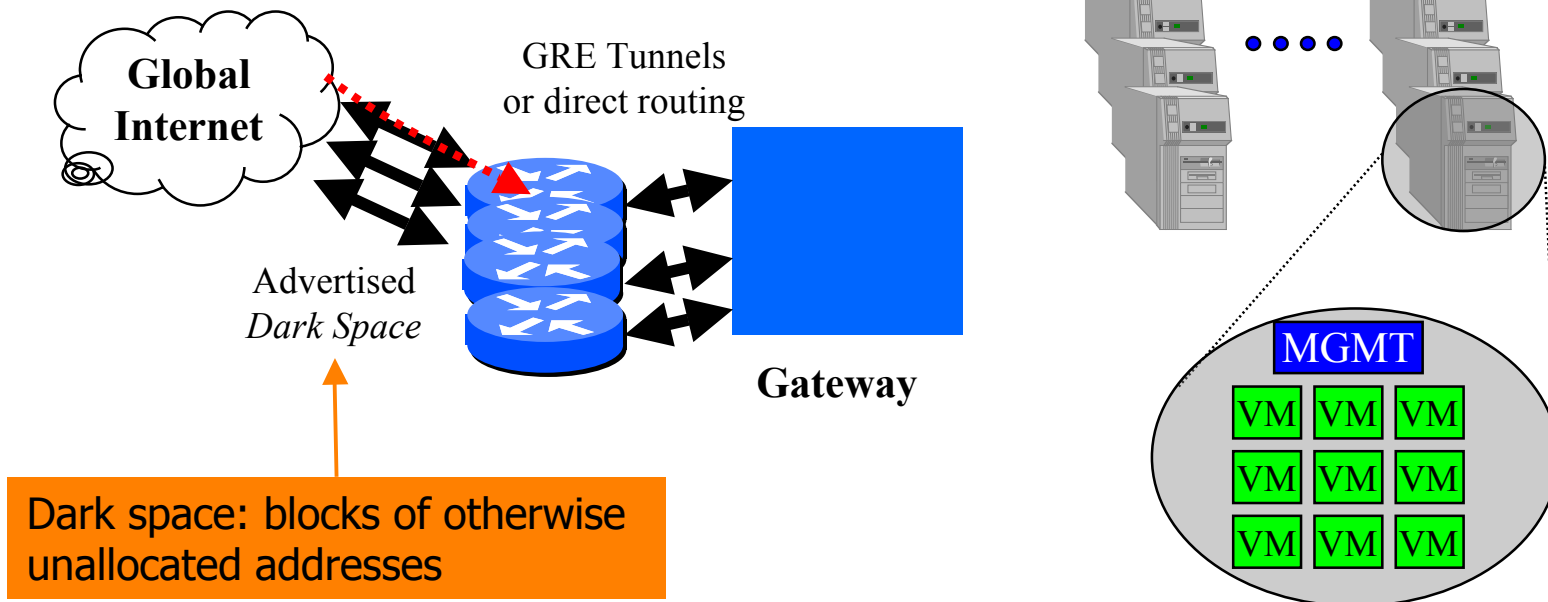 Global
Internet
GRE Tunnels
or direct routing
Advertised
Dark Space
Gateway
Dark space: blocks of otherwise
unallocated addresses
MGMT
VM VM VM
VM VM VM
VM VM VM